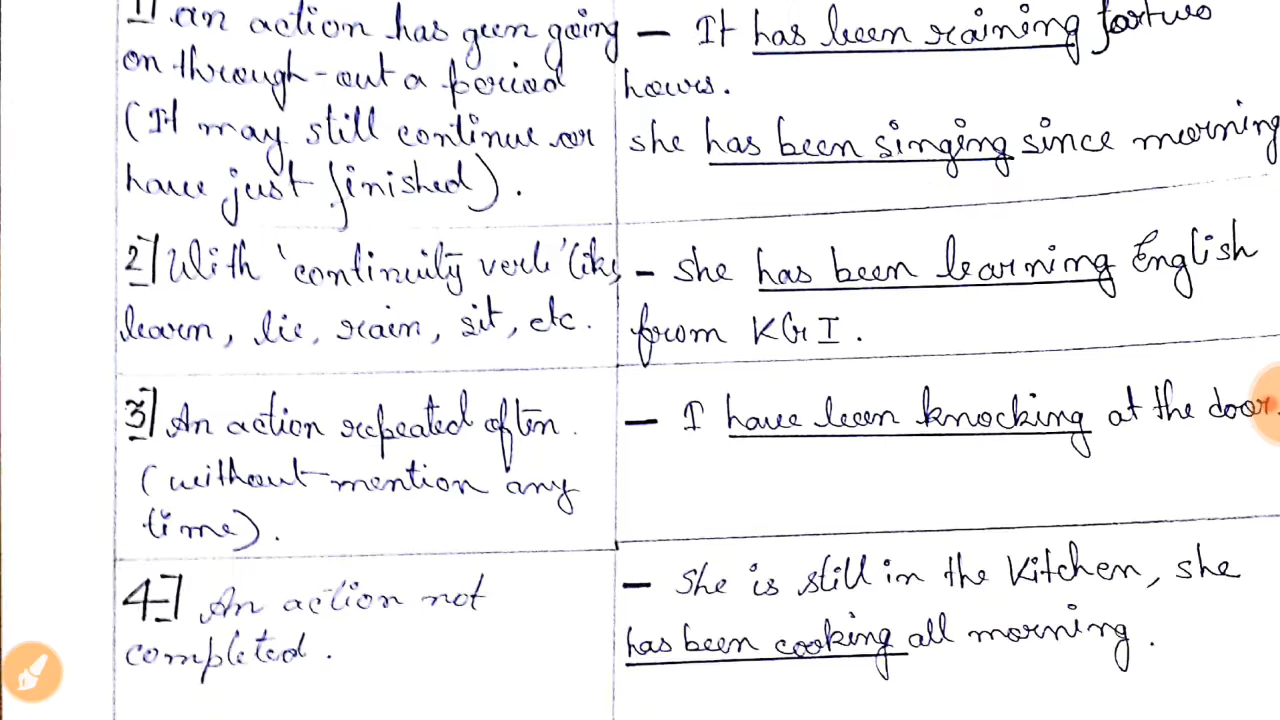 1] an action has geen going
on through-out a period
(It may still continue or
have just finished).
— It has been raining for two
hours.
she has been singing since morning
2] With 'continuity verb' like
learn, lie, rain, sit, etc.
— She has been learning English
from KG I.
3] An action repeated often.
(without mention any
time).
— I have been knocking at the door.
4] An action not
completed.
— She is still in the Kitchen, she
has been cooking all morning.